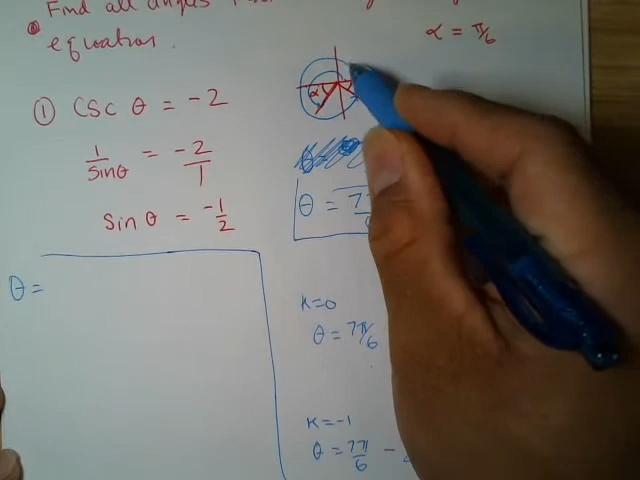 Find all angles
equation.
α = π/6
① CSC θ = -2
1/sinθ = -2/1
sin θ = -1/2
α
θ =
θ =
K=0
θ = 7π/6
K=-1
θ = 7π/6 -